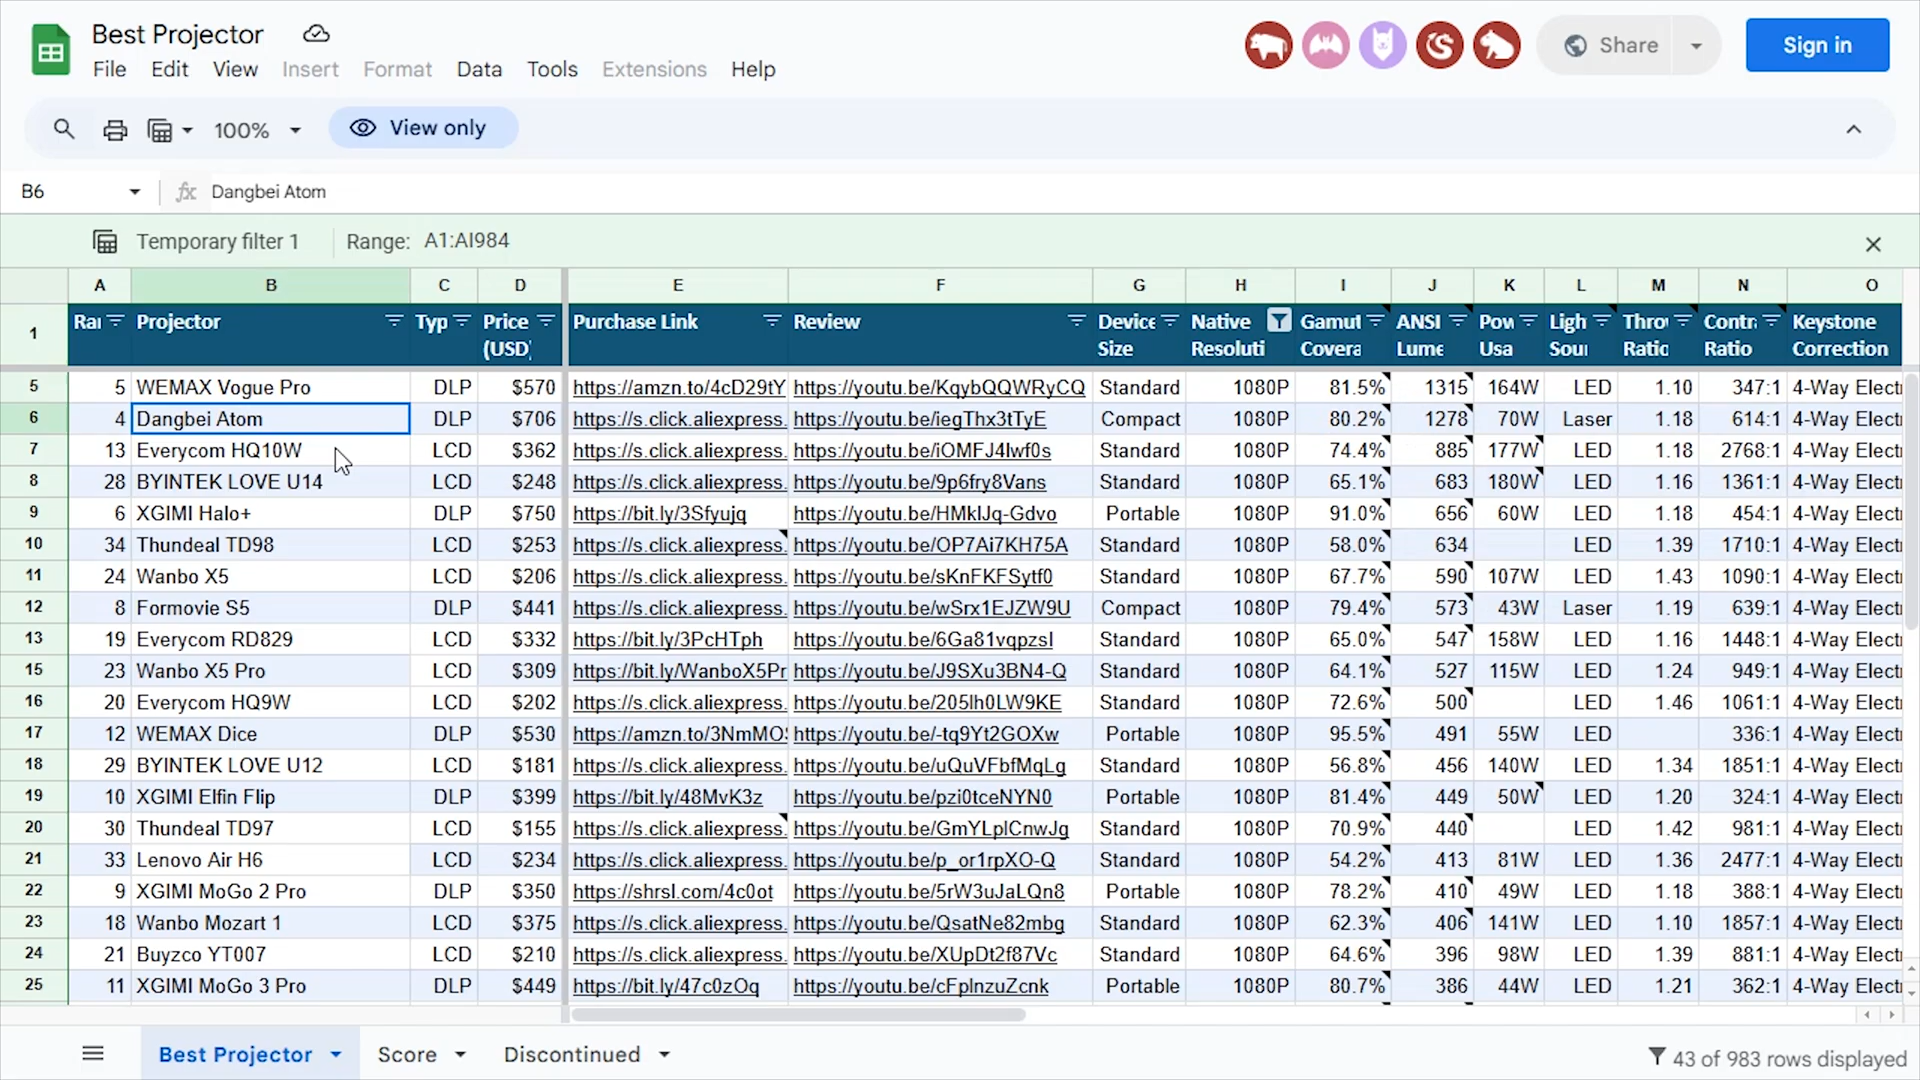 Best Projector
File Edit View Insert Format Data Tools Extensions Help
Share
Sign in
100% View only
B6 fx Dangbei Atom
Temporary filter 1 Range: A1:AI984
A B C D E F G H I J K L M N O
1 Rai Projector Typ Price (USD) Purchase Link Review Device Size Native Resoluti Gamut Covera ANSI Lume Pow Usa Ligh Sour Thro Ratio Contr Ratio Keystone Correction
5 5 WEMAX Vogue Pro DLP $570 https://amzn.to/4cD29tY https://youtu.be/KqybQQWRyCQ Standard 1080P 81.5% 1315 164W LED 1.10 347:1 4-Way Electr
6 4 Dangbei Atom DLP $706 https://s.click.aliexpress. https://youtu.be/iegThx3tTyE Compact 1080P 80.2% 1278 70W Laser 1.18 614:1 4-Way Electr
7 13 Everycom HQ10W LCD $362 https://s.click.aliexpress. https://youtu.be/iOMFJ4lwf0s Standard 1080P 74.4% 885 177W LED 1.18 2768:1 4-Way Electr
8 28 BYINTEK LOVE U14 LCD $248 https://s.click.aliexpress. https://youtu.be/9p6fry8Vans Standard 1080P 65.1% 683 180W LED 1.16 1361:1 4-Way Electr
9 6 XGIMI Halo+ DLP $750 https://bit.ly/3Sfyujq https://youtu.be/HMkIJq-Gdvo Portable 1080P 91.0% 656 60W LED 1.18 454:1 4-Way Electr
10 34 Thundeal TD98 LCD $253 https://s.click.aliexpress. https://youtu.be/OP7Ai7KH75A Standard 1080P 58.0% 634 LED 1.39 1710:1 4-Way Electr
11 24 Wanbo X5 LCD $206 https://s.click.aliexpress. https://youtu.be/sKnFKFSytf0 Standard 1080P 67.7% 590 107W LED 1.43 1090:1 4-Way Electr
12 8 Formovie S5 DLP $441 https://s.click.aliexpress. https://youtu.be/wSrx1EJZW9U Compact 1080P 79.4% 573 43W Laser 1.19 639:1 4-Way Electr
13 19 Everycom RD829 LCD $332 https://bit.ly/3PcHTph https://youtu.be/6Ga81vqpzsI Standard 1080P 65.0% 547 158W LED 1.16 1448:1 4-Way Electr
15 23 Wanbo X5 Pro LCD $309 https://bit.ly/WanboX5Pr https://youtu.be/J9SXu3BN4-Q Standard 1080P 64.1% 527 115W LED 1.24 949:1 4-Way Electr
16 20 Everycom HQ9W LCD $202 https://s.click.aliexpress. https://youtu.be/205lh0LW9KE Standard 1080P 72.6% 500 LED 1.46 1061:1 4-Way Electr
17 12 WEMAX Dice DLP $530 https://amzn.to/3NmMOS https://youtu.be/-tq9Yt2GOXw Portable 1080P 95.5% 491 55W LED 336:1 4-Way Electr
18 29 BYINTEK LOVE U12 LCD $181 https://s.click.aliexpress. https://youtu.be/uQuVFbfMqLg Standard 1080P 56.8% 456 140W LED 1.34 1851:1 4-Way Electr
19 10 XGIMI Elfin Flip DLP $399 https://bit.ly/48MvK3z https://youtu.be/pzi0tceNYN0 Portable 1080P 81.4% 449 50W LED 1.20 324:1 4-Way Electr
20 30 Thundeal TD97 LCD $155 https://s.click.aliexpress. https://youtu.be/GmYLplCnwJg Standard 1080P 70.9% 440 LED 1.42 981:1 4-Way Electr
21 33 Lenovo Air H6 LCD $234 https://s.click.aliexpress. https://youtu.be/p_or1rpXO-Q Standard 1080P 54.2% 413 81W LED 1.36 2477:1 4-Way Electr
22 9 XGIMI MoGo 2 Pro DLP $350 https://shrsl.com/4c0ot https://youtu.be/5rW3uJaLQn8 Portable 1080P 78.2% 410 49W LED 1.18 388:1 4-Way Electr
23 18 Wanbo Mozart 1 LCD $375 https://s.click.aliexpress. https://youtu.be/QsatNe82mbg Standard 1080P 62.3% 406 141W LED 1.10 1857:1 4-Way Electr
24 21 Buyzco YT007 LCD $210 https://s.click.aliexpress. https://youtu.be/XUpDt2f87Vc Standard 1080P 64.6% 396 98W LED 1.39 881:1 4-Way Electr
25 11 XGIMI MoGo 3 Pro DLP $449 https://bit.ly/47c0zOq https://youtu.be/cFplnzuZcnk Portable 1080P 80.7% 386 44W LED 1.21 362:1 4-Way Electr
Best Projector Score Discontinued 43 of 983 rows displayed